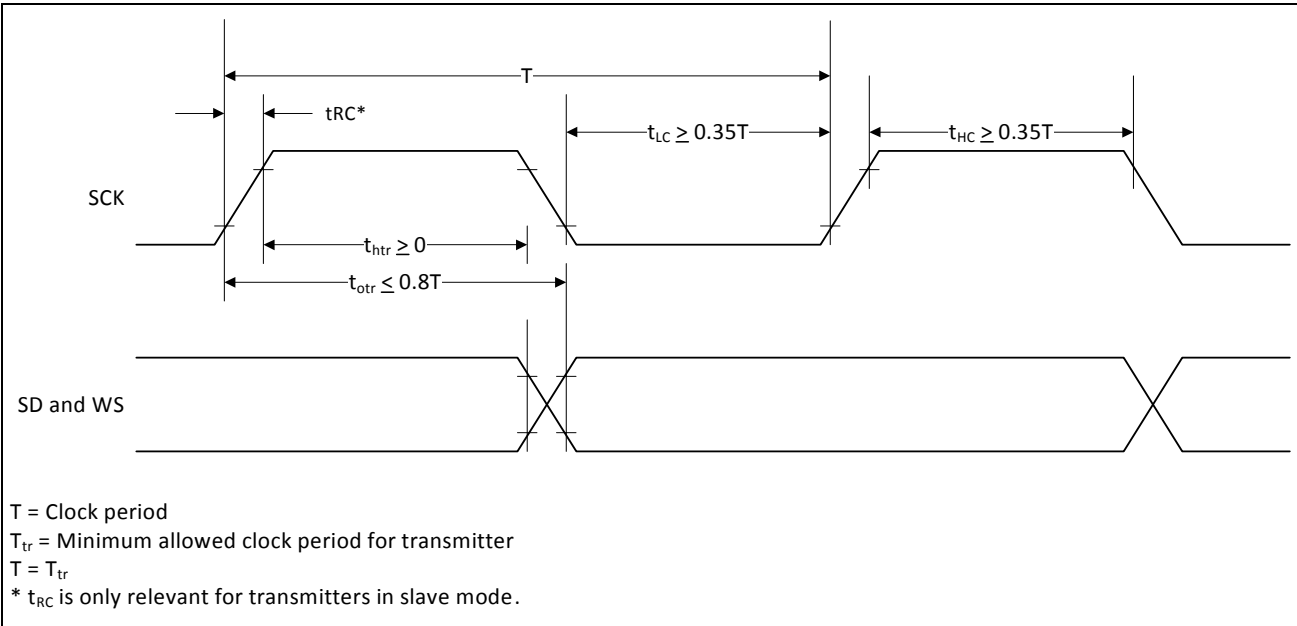 T
tRC*
tLC ≥ 0.35T
tHC ≥ 0.35T
SCK
thtr ≥ 0
totr ≤ 0.8T
SD and WS
T = Clock period
Ttr = Minimum allowed clock period for transmitter
T = Ttr
* tRC is only relevant for transmitters in slave mode.